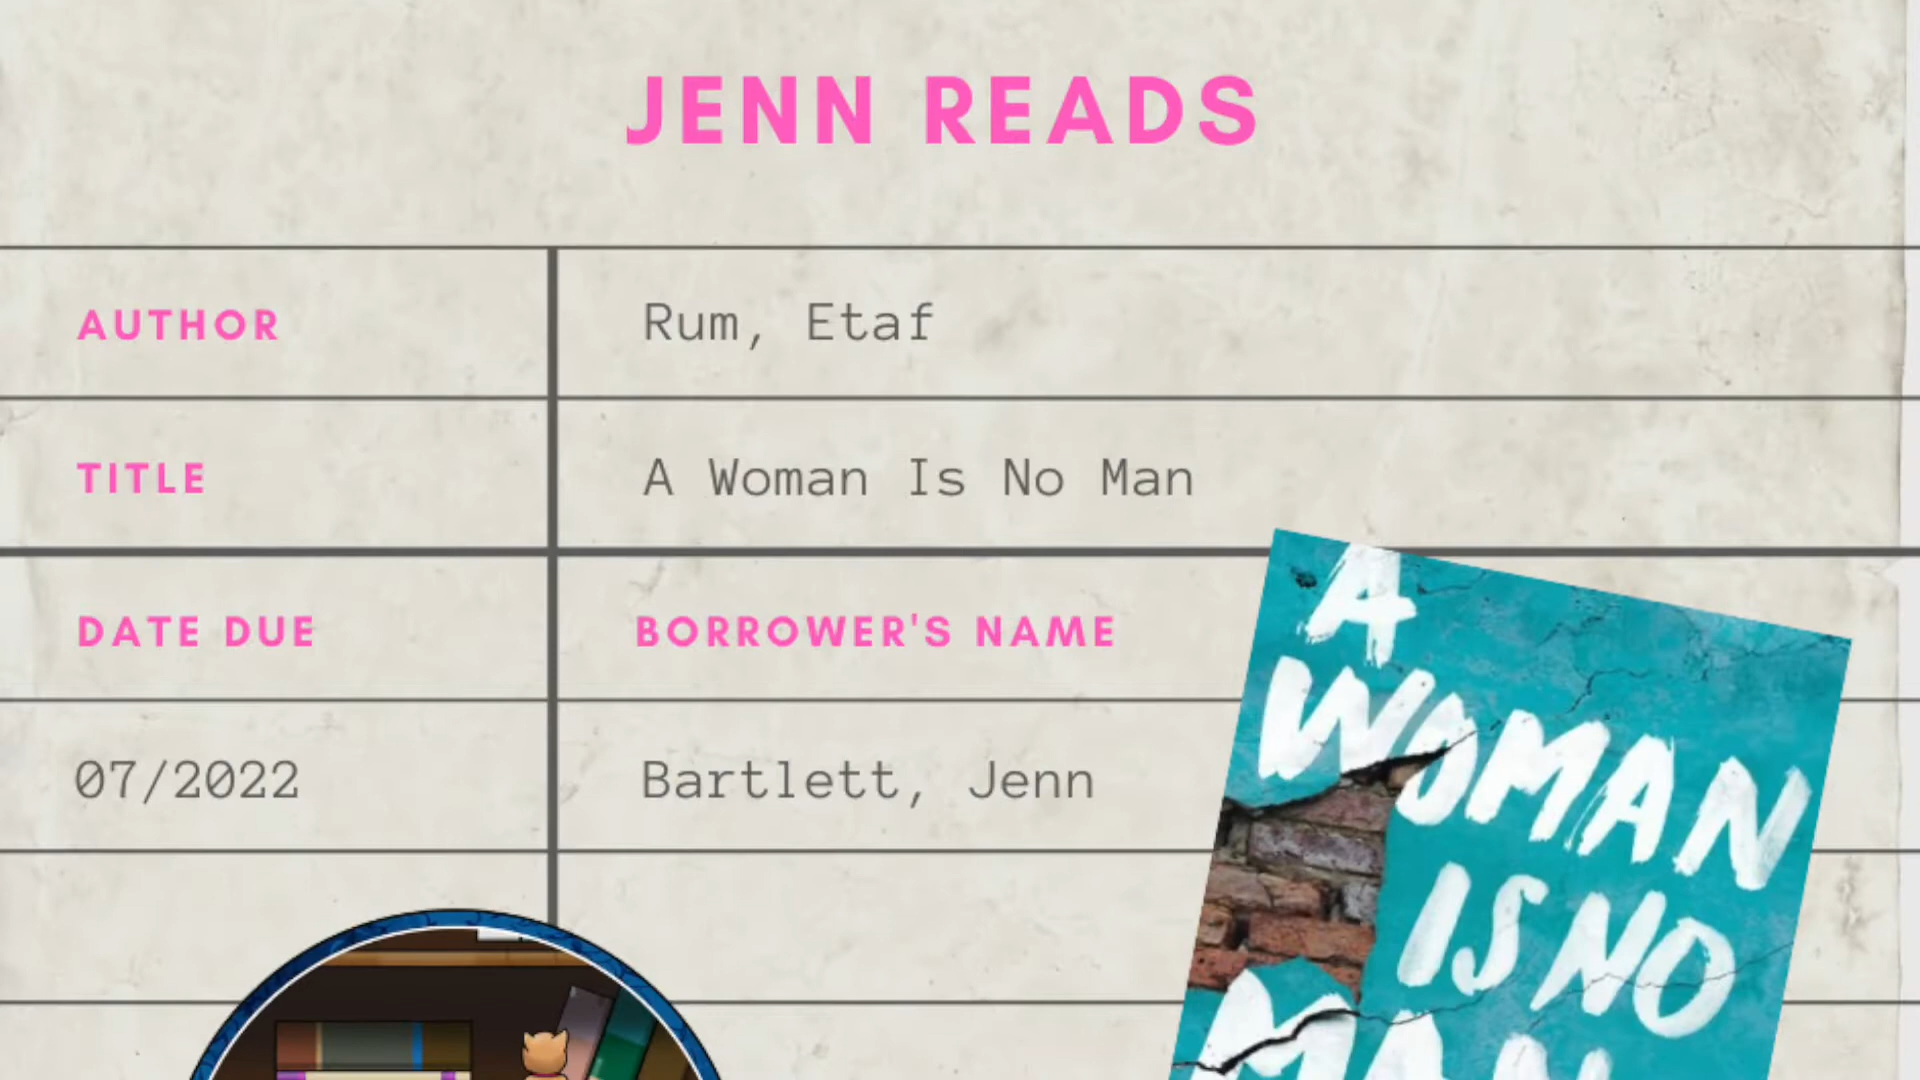 JENN READS
AUTHOR
Rum, Etaf
TITLE
A Woman Is No Man
DATE DUE
BORROWER'S NAME
07/2022
Bartlett, Jenn
A
WOMAN
IS NO
MAN